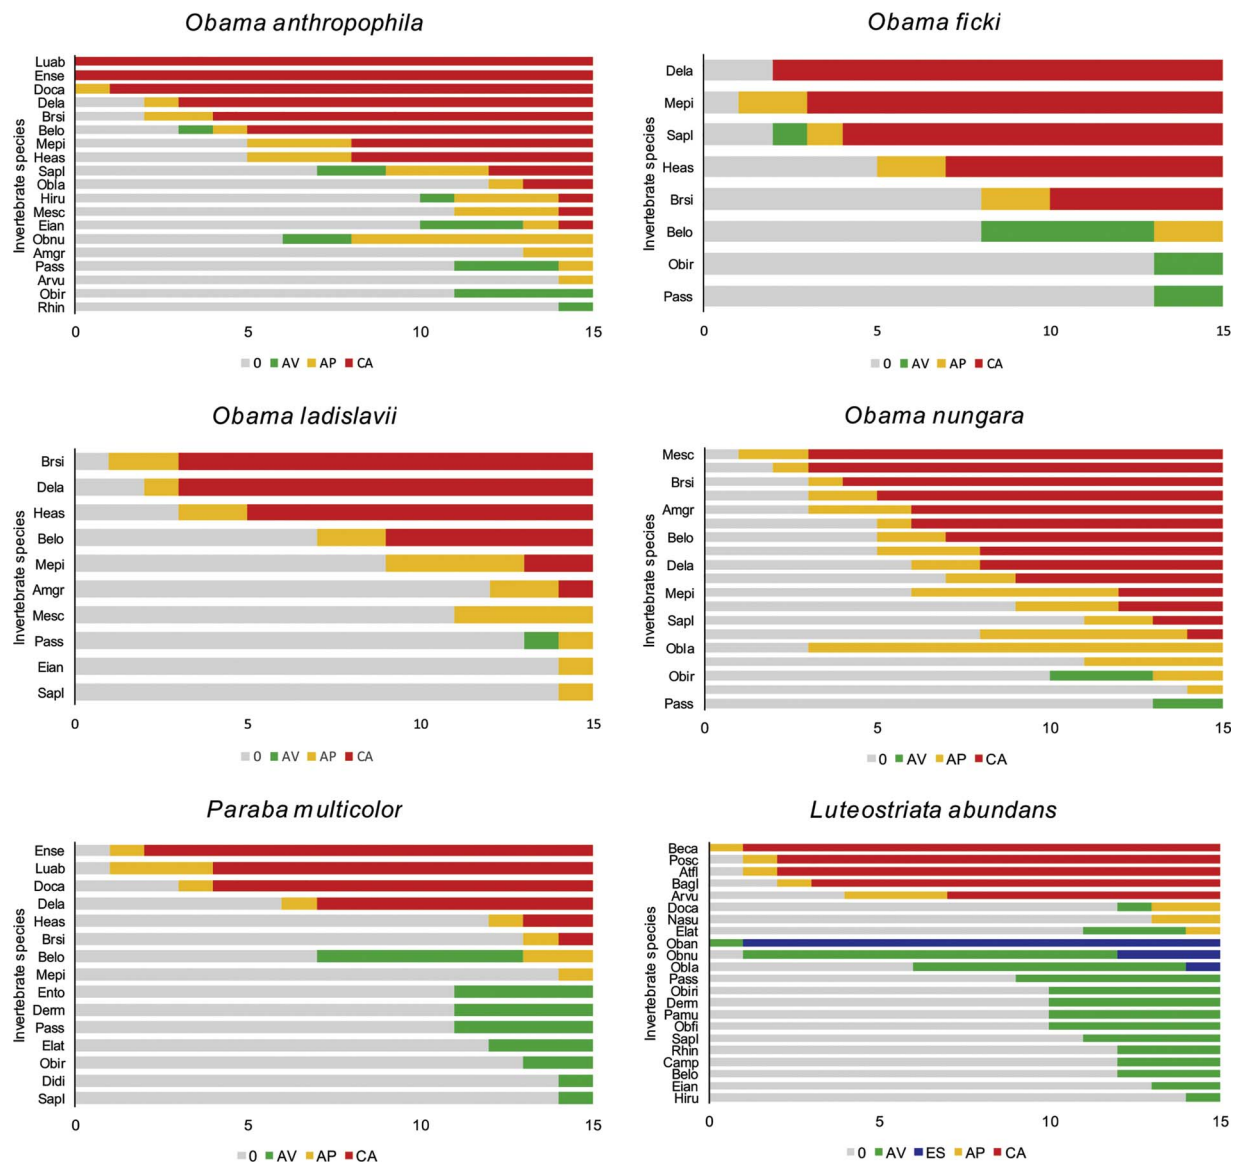 Obama anthropophila
Invertebrate species
Luab
Ense
Doca
Dela
Brsi
Belo
Mepi
Heas
Sapl
Obla
Hiru
Mesc
Eian
Obnu
Amgr
Pass
Arvu
Obir
Rhin
0 5 10 15
0 AV AP CA
Obama ficki
Invertebrate species
Dela
Mepi
Sapl
Heas
Brsi
Belo
Obir
Pass
0 5 10 15
0 AV AP CA
Obama ladislavii
Invertebrate species
Brsi
Dela
Heas
Belo
Mepi
Amgr
Mesc
Pass
Eian
Sapl
0 5 10 15
0 AV AP CA
Obama nungara
Invertebrate species
Mesc
Brsi
Amgr
Belo
Dela
Mepi
Sapl
Obla
Obir
Pass
0 5 10 15
0 AV AP CA
Paraba multicolor
Invertebrate species
Ense
Luab
Doca
Dela
Heas
Brsi
Belo
Mepi
Ento
Derm
Pass
Elat
Obir
Didi
Sapl
0 5 10 15
0 AV AP CA
Luteostriata abundans
Invertebrate species
Beca
Posc
Atfl
Bagl
Arvu
Doca
Nasu
Elat
Oban
Obnu
Obla
Pass
Obiri
Derm
Pamu
Obfi
Sapl
Rhin
Camp
Belo
Eian
Hiru
0 5 10 15
0 AV ES AP CA